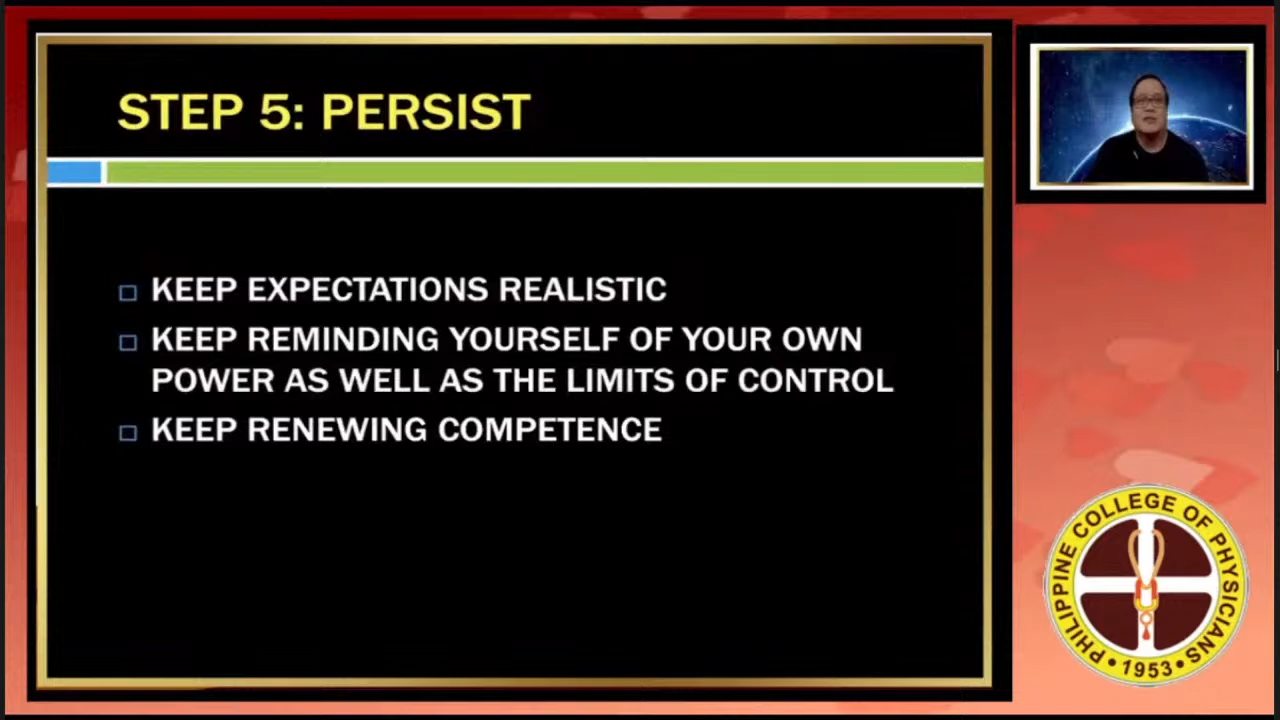 STEP 5: PERSIST
KEEP EXPECTATIONS REALISTIC
KEEP REMINDING YOURSELF OF YOUR OWN
POWER AS WELL AS THE LIMITS OF CONTROL
KEEP RENEWING COMPETENCE
PHILIPPINE COLLEGE OF PHYSICIANS
• 1953 •